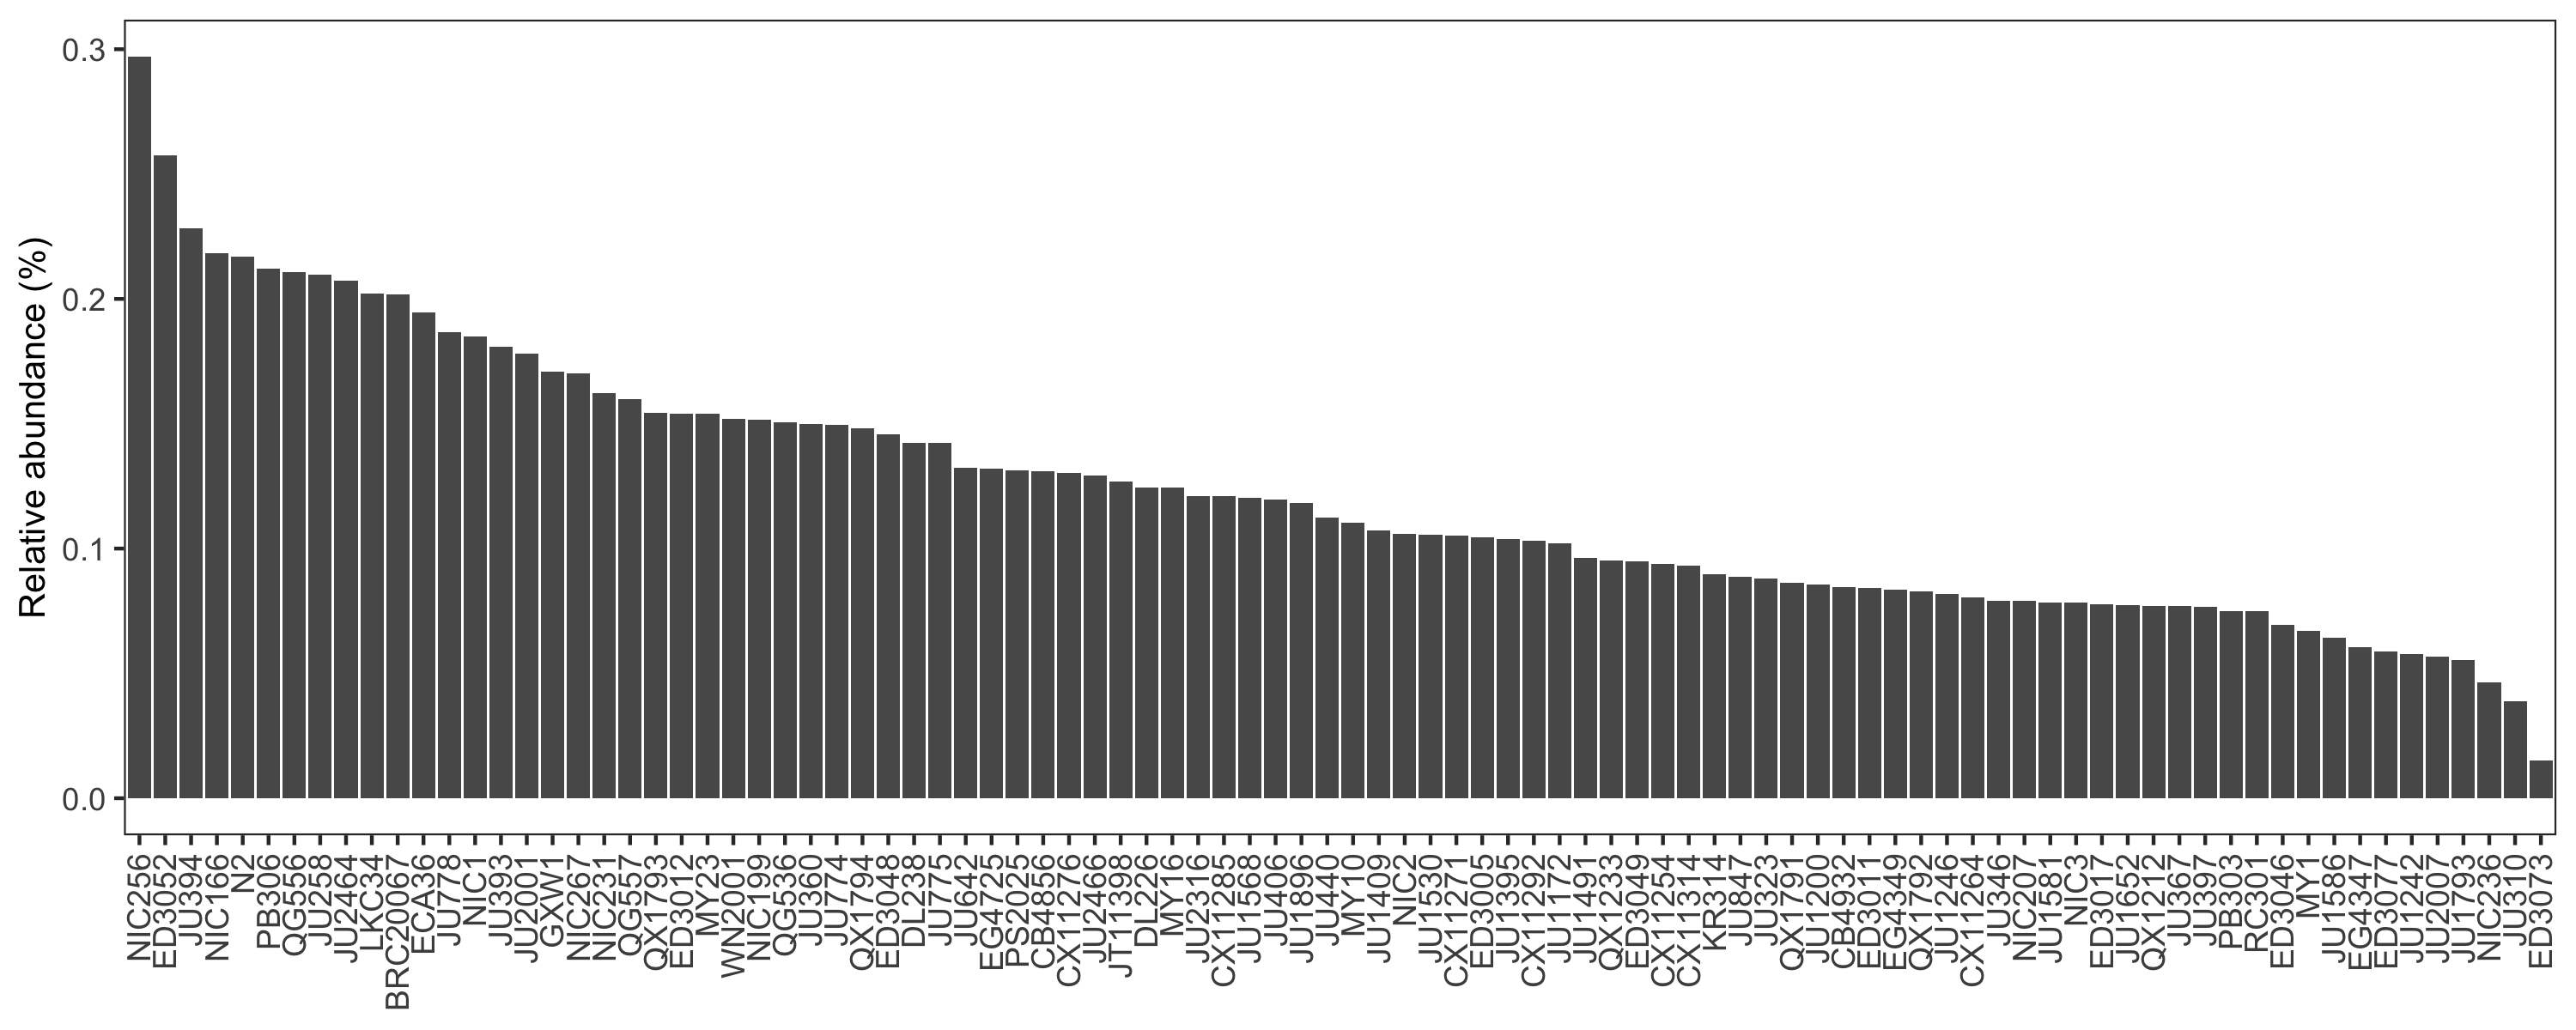 Relative abundance (%)
0.3
0.2
0.1
0.0
NIC256
ED3052
JU394
NIC166
N2
PB306
QG556
JU258
JU2464
LKC34
BRC20067
ECA36
JU778
NIC1
JU393
JU2001
GXW1
NIC267
NIC231
QG557
QX1793
ED3012
MY23
WN2001
NIC199
QG536
JU360
JU774
QX1794
ED3048
DL238
JU775
JU642
EG4725
PS2025
CB4856
CX11276
JU2466
JT11398
DL226
MY16
JU2316
CX11285
JU1568
JU406
JU1896
JU440
MY10
JU1409
NIC2
JU1530
CX11271
ED3005
JU1395
CX11292
JU1172
JU1491
QX1233
ED3049
CX11254
CX11314
KR314
JU847
JU323
QX1791
JU1200
CB4932
ED3011
EG4349
QX1792
JU1246
CX11264
JU346
NIC207
JU1581
NIC3
ED3017
JU1652
QX1212
JU367
JU397
PB303
RC301
ED3046
MY1
JU1586
EG4347
ED3077
JU1242
JU2007
JU1793
NIC236
JU310
ED3073